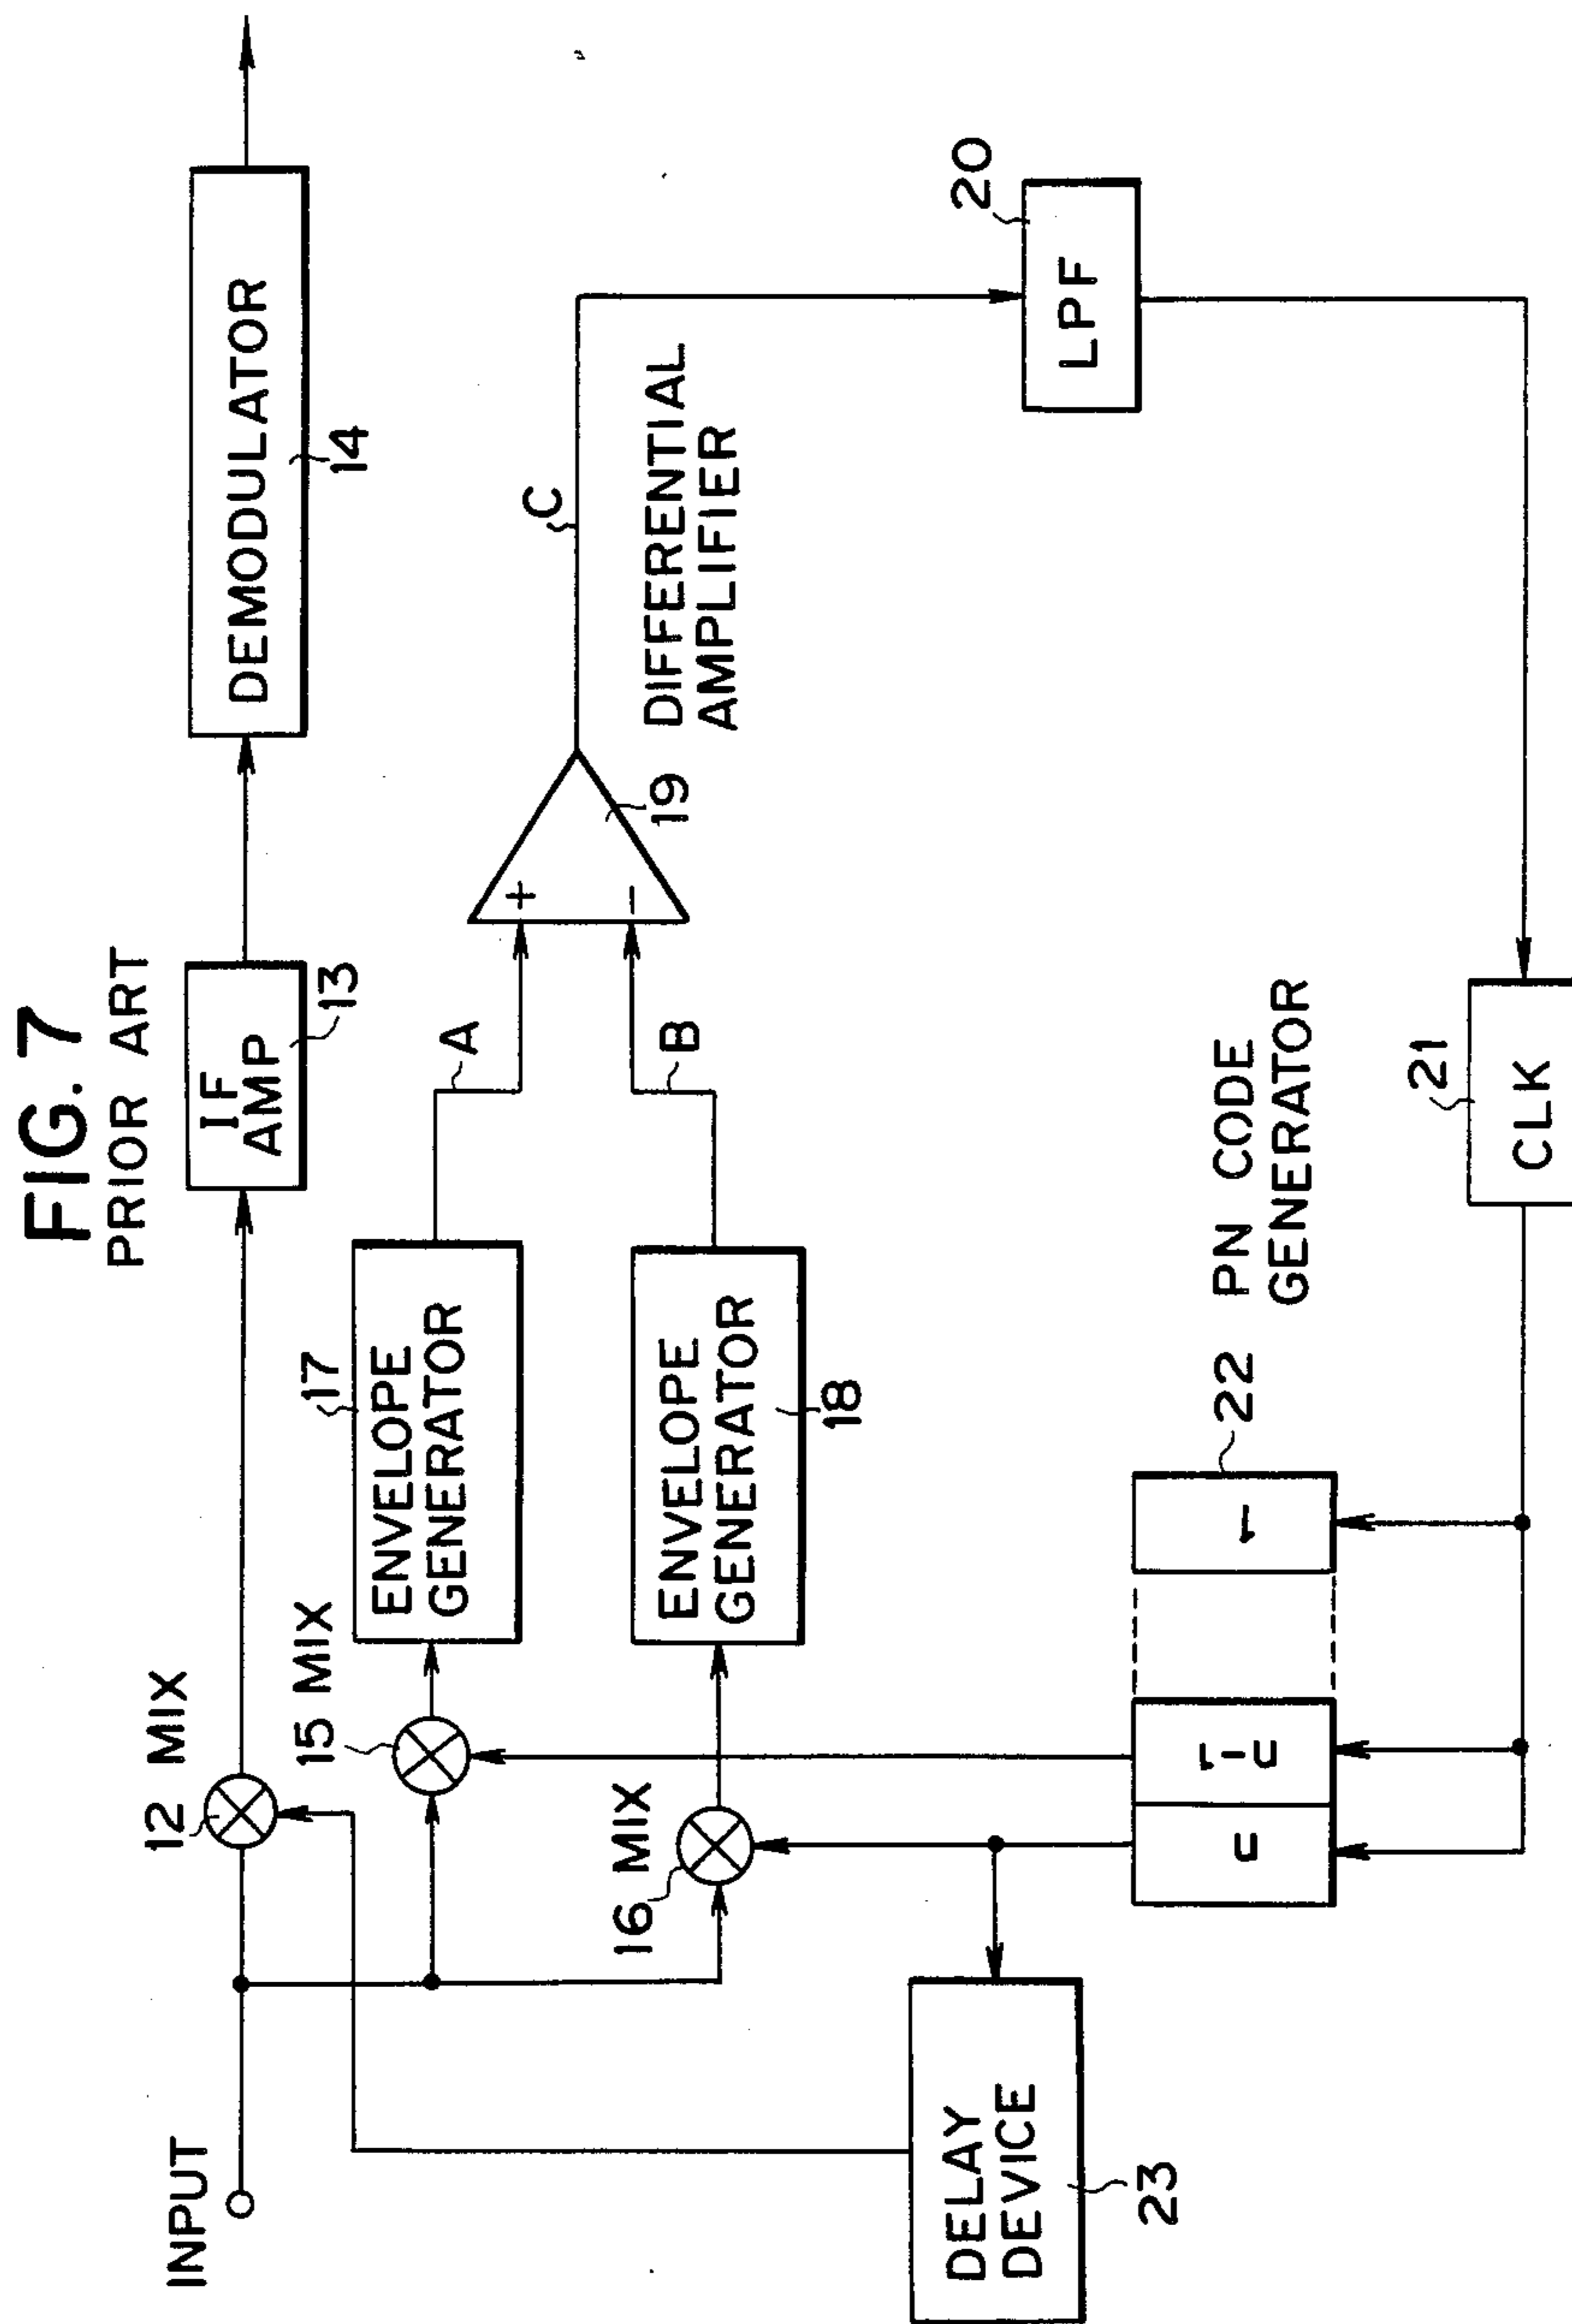 FIG. 7
PRIOR ART
INPUT
12 MIX
IF
AMP
13
DEMODULATOR
14
15 MIX
17
ENVELOPE
GENERATOR
A
+
16 MIX
ENVELOPE
GENERATOR
18
B
−
19
DIFFERENTIAL
AMPLIFIER
C
20
LPF
DELAY
DEVICE
23
n
n-1
1
22 PN CODE
GENERATOR
21
CLK